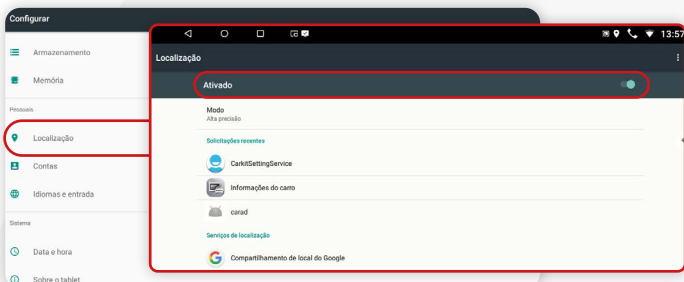 Configurar
Armazenamento
Memória
Pessoais
Localização
Contas
Idiomas e entrada
Sistema
Data e hora
Sobre o tablet
13:57
Localização
Ativado
Modo
Alta precisão
Solicitações recentes
CarkitSettingService
Informações do carro
carad
Serviços de localização
Compartilhamento de local do Google